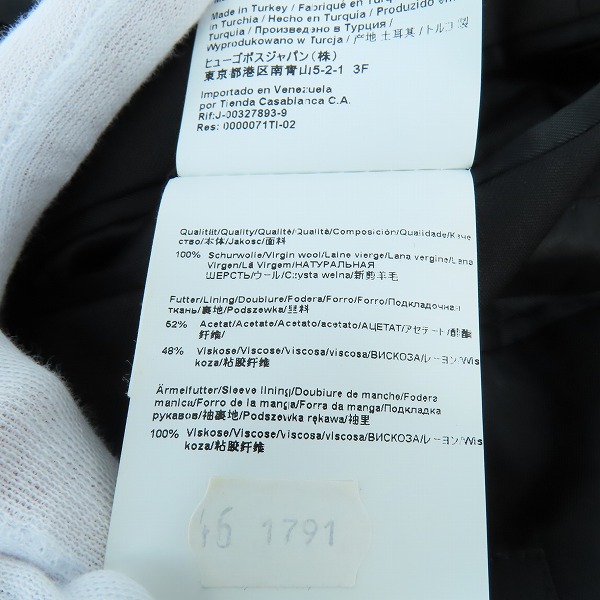 Made in Turkey / Fabriqué en Turquie
in Turchia / Hecho en Turquía / Produzido em
Turquia / Произведено в Турция /
Wyprodukowano w Turcja / 产地 土耳其 / トルコ 製
ヒューゴボスジャパン(株)
東京都港区南青山5-2-1 3F
Importado en Venezuela
por Tienda Casablanca C.A.
Rif:J-00327893-9
Res: 0000071TI-02
Qualität/Quality/Qualité/Qualità/Composición/Qualidade/Каче
ство/本体/Jakosc/面料
100% Schurwolle/Virgin wool/Laine vierge/Lana vergine/Lana
Virgen/Lã Virgem/НАТУРАЛЬНАЯ
ШЕРСТЬ/ウール/Czysta wełna/新剪羊毛
Futter/Lining/Doublure/Fodera/Forro/Forro/Подкладочная
ткань/裏地/Podszewka/里料
52% Acetat/Acetate/Acetato/acetato/АЦЕТАТ/アセテート/醋酯
纤维/
48% Viskose/Viscose/viscosa/viscosa/ВИСКОЗА/レーヨン/Wis
koza/粘胶纤维
Ärmelfutter/Sleeve lining/Doublure de manche/Fodera
manica/Forro de la manga/Forra da manga/Подкладка
рукавов/袖裏地/Podszewka rękawa/袖里
100% Viskose/Viscose/viscosa/viscosa/ВИСКОЗА/レーヨン/Wis
koza/粘胶纤维
46 1791